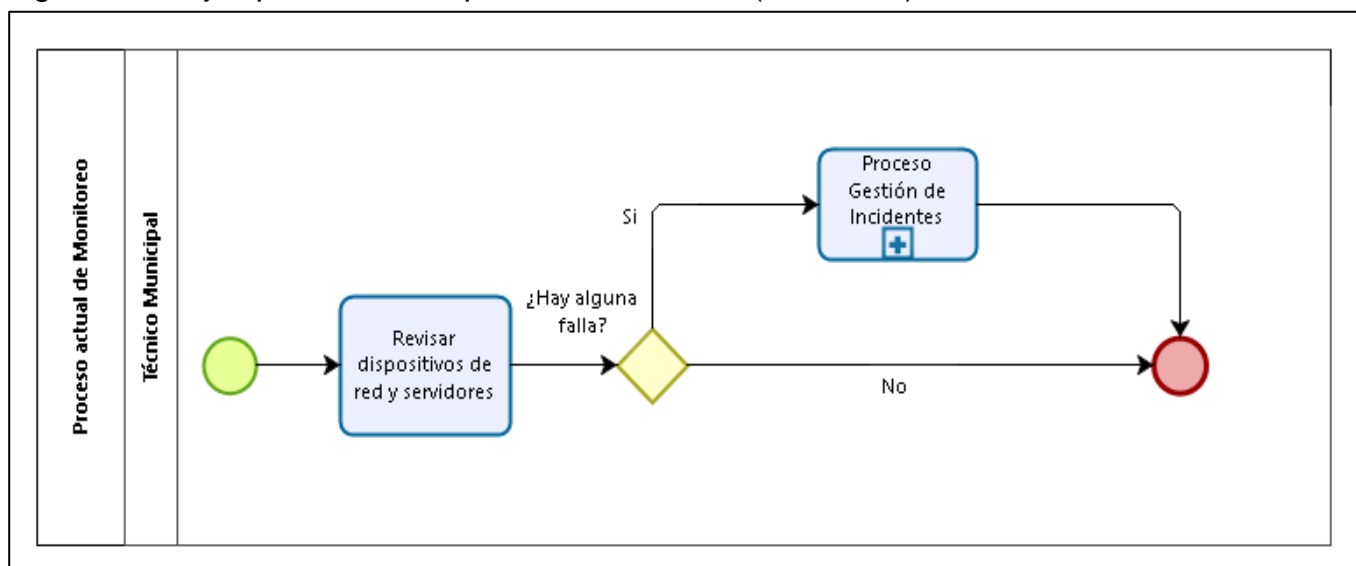 Proceso actual de Monitoreo
Técnico Municipal
Revisar
dispositivos de
red y servidores
¿Hay alguna
falla?
Si
No
Proceso
Gestión de
Incidentes